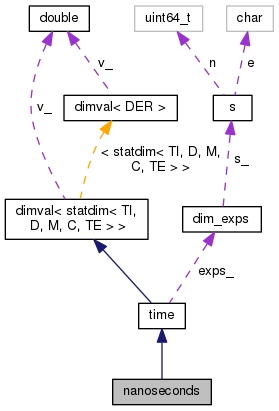 double
uint64_t
char
v_
n
e
v_
dimval< DER >
s
< statdim< TI, D, M,
C, TE > >
s_
dimval< statdim< TI,
D, M, C, TE > >
dim_exps
exps_
time
nanoseconds